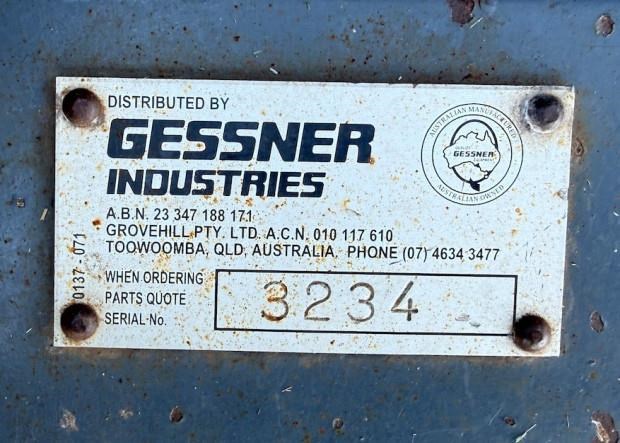 DISTRIBUTED BY
GESSNER
INDUSTRIES
A.B.N. 23 347 188 171
GROVEHILL PTY. LTD. A.C.N. 010 117 610
TOOWOOMBA, QLD, AUSTRALIA, PHONE (07) 4634 3477
WHEN ORDERING
PARTS QUOTE
SERIAL No.
3234
0137 071
AUSTRALIAN MANUFACTURED
GESSNER
AUSTRALIAN OWNED